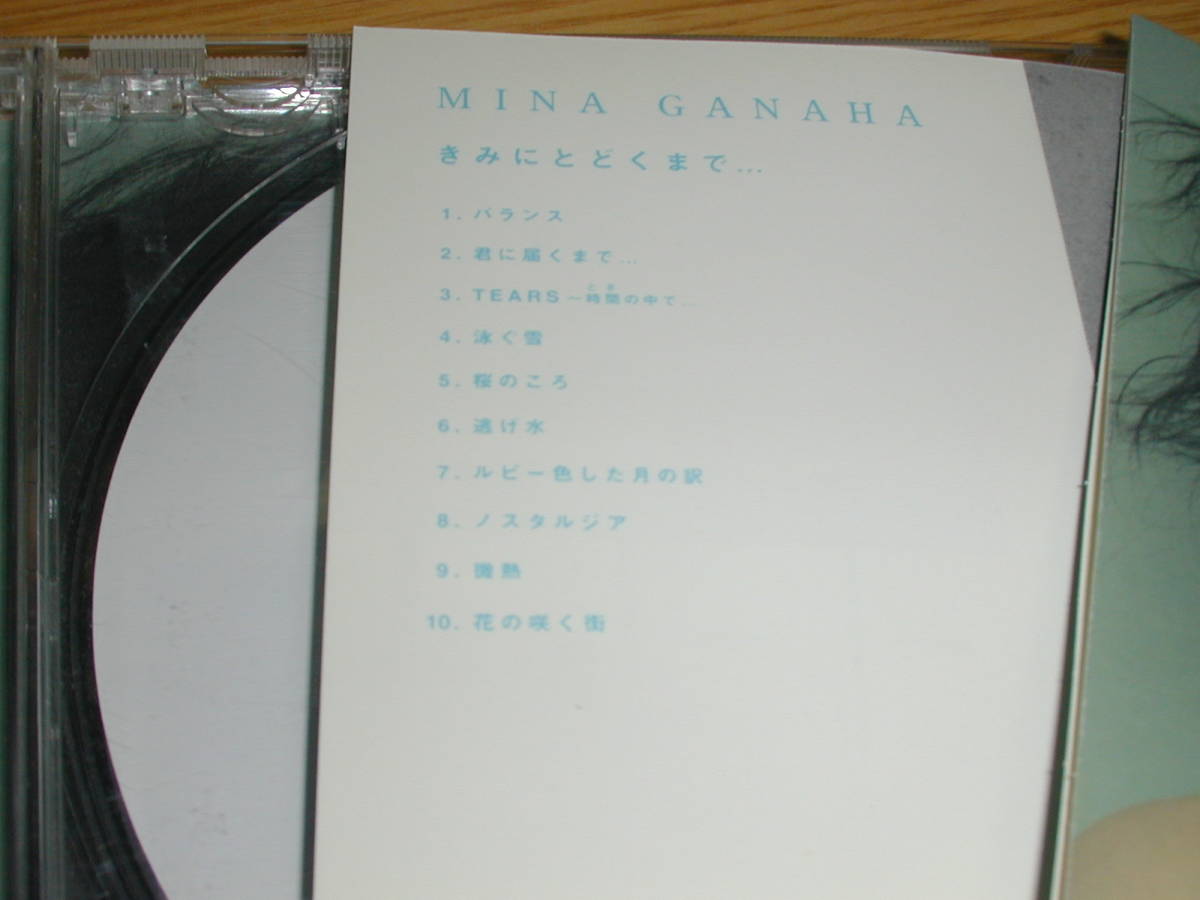 MINA GANAHA
きみにとどくまで...
1. バランス
2. 君に届くまで...
3. TEARS～時間の中で...
とき
4. 泳ぐ雪
5. 桜のころ
6. 逃げ水
7. ルビー色した月の訳
8. ノスタルジア
9. 微熱
10. 花の咲く街